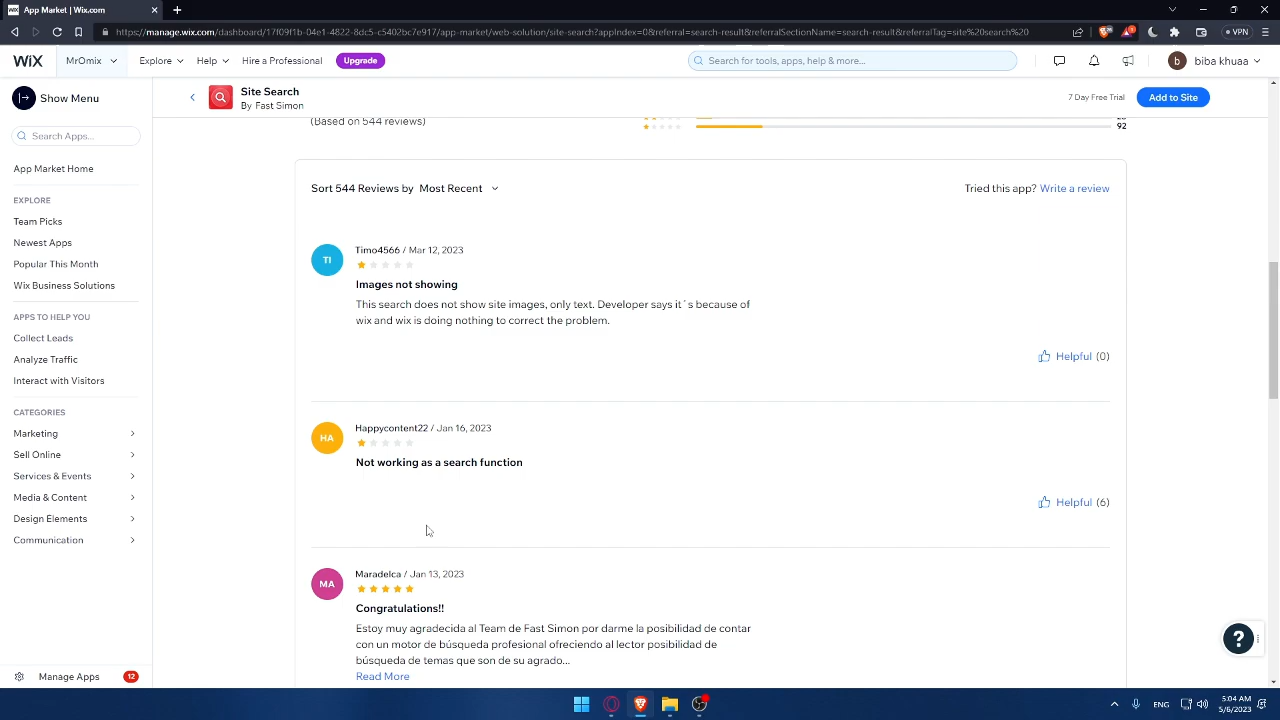 App Market | Wix.com
https://manage.wix.com/dashboard/17f09f1b-04e1-4822-8dc5-c5402bc7e917/app-market/web-solution/site-search?appIndex=0&referral=search-result&referralSectionName=search-result&referralTag=site%20search%20
VPN
WiX
MrOmix
Explore
Help
Hire a Professional
Upgrade
Search for tools, apps, help & more...
b
biba khuaa
Show Menu
Site Search
By Fast Simon
7 Day Free Trial
Add to Site
Search Apps...
(Based on 544 reviews)
92
App Market Home
EXPLORE
Team Picks
Newest Apps
Popular This Month
Wix Business Solutions
APPS TO HELP YOU
Collect Leads
Analyze Traffic
Interact with Visitors
CATEGORIES
Marketing
Sell Online
Services & Events
Media & Content
Design Elements
Communication
Manage Apps
12
Sort 544 Reviews by Most Recent
Tried this app? Write a review
TI
Timo4566 / Mar 12, 2023
Images not showing
This search does not show site images, only text. Developer says it´s because of
wix and wix is doing nothing to correct the problem.
Helpful (0)
HA
Happycontent22 / Jan 16, 2023
Not working as a search function
Helpful (6)
MA
Maradelca / Jan 13, 2023
Congratulations!!
Estoy muy agradecida al Team de Fast Simon por darme la posibilidad de contar
con un motor de búsqueda profesional ofreciendo al lector posibilidad de
búsqueda de temas que son de su agrado...
Read More
?
ENG
5:04 AM
5/6/2023